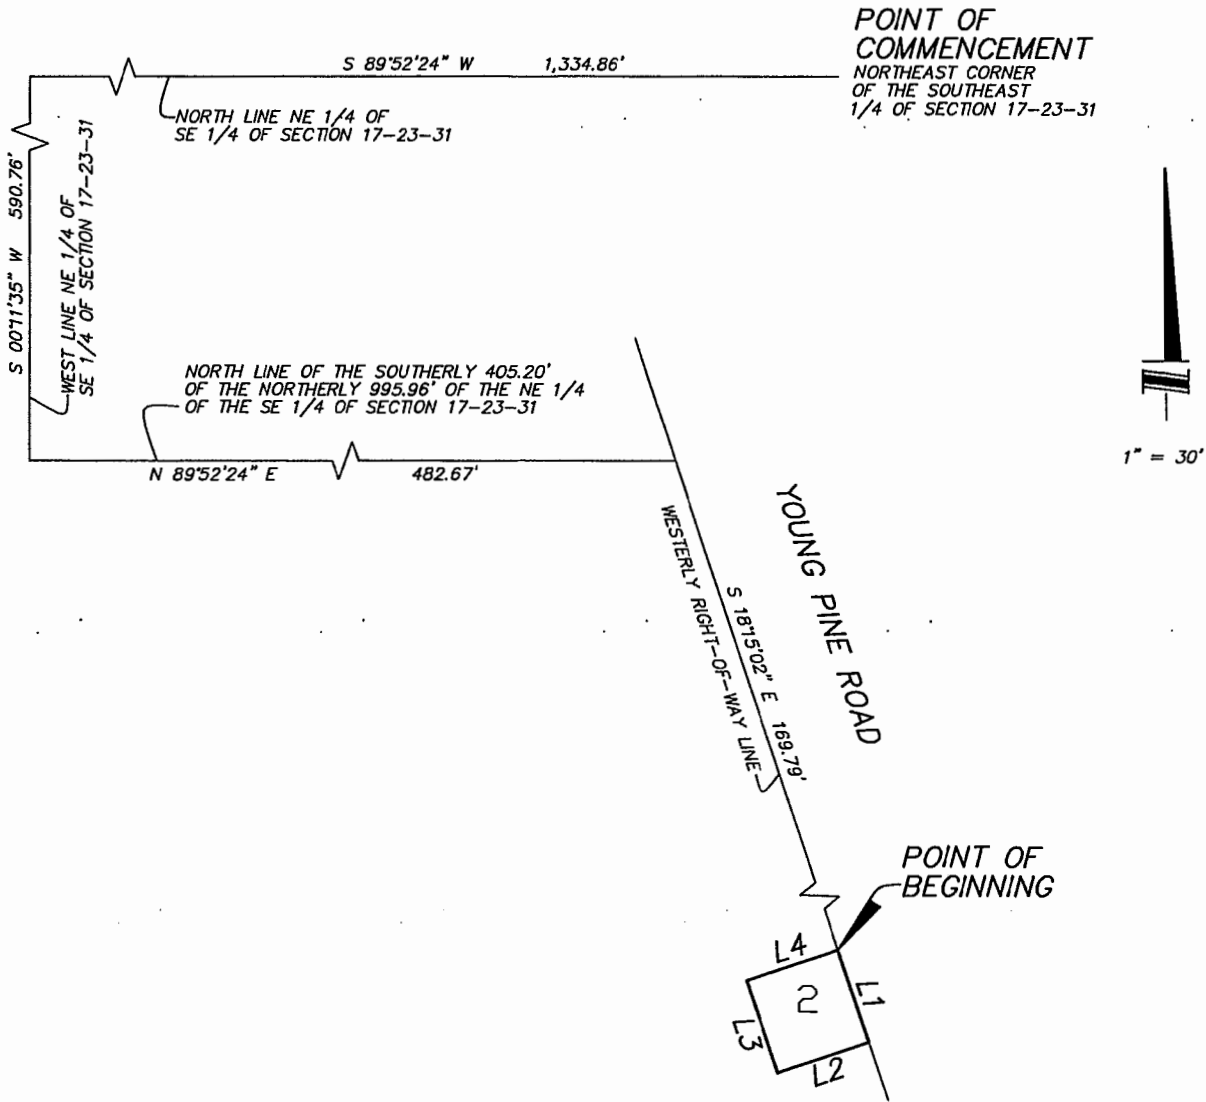 POINT OF
COMMENCEMENT
NORTHEAST CORNER
OF THE SOUTHEAST
1/4 OF SECTION 17-23-31
S 89°52'24" W 1,334.86'
NORTH LINE NE 1/4 OF
SE 1/4 OF SECTION 17-23-31
S 00°11'35" W 590.76'
WEST LINE NE 1/4 OF
SE 1/4 OF SECTION 17-23-31
NORTH LINE OF THE SOUTHERLY 405.20'
OF THE NORTHERLY 995.96' OF THE NE 1/4
OF THE SE 1/4 OF SECTION 17-23-31
N 89°52'24" E 482.67'
N
1" = 30'
YOUNG PINE ROAD
WESTERLY RIGHT-OF-WAY LINE
S 18°15'02" E 169.79'
POINT OF
BEGINNING
L4
2
L1
L3
L2